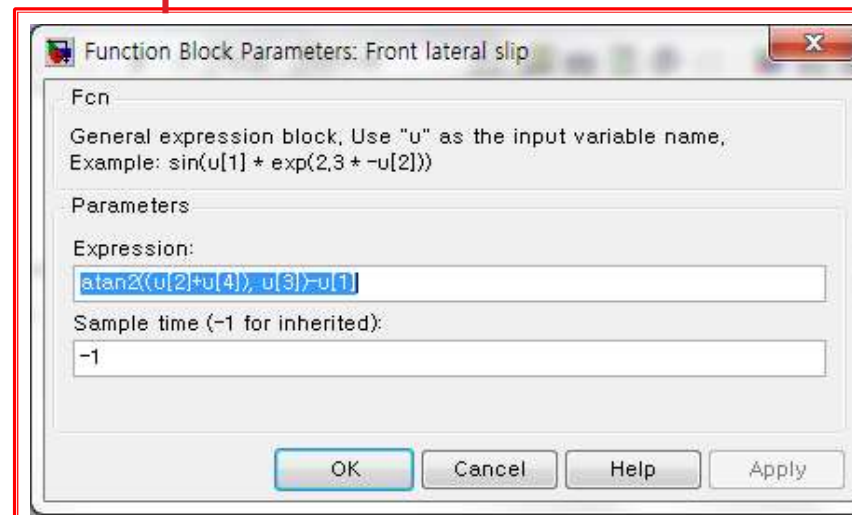 Function Block Parameters: Front lateral slip
Fcn
General expression block, Use "u" as the input variable name,
Example: sin(u[1] * exp(2,3 * -u[2]))
Parameters
Expression:
atan2((u[2]+u[4]), u[3])-u[1]
Sample time (-1 for inherited):
-1
OK Cancel Help Apply